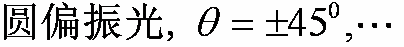 圆偏振光, θ = ±45⁰,⋯